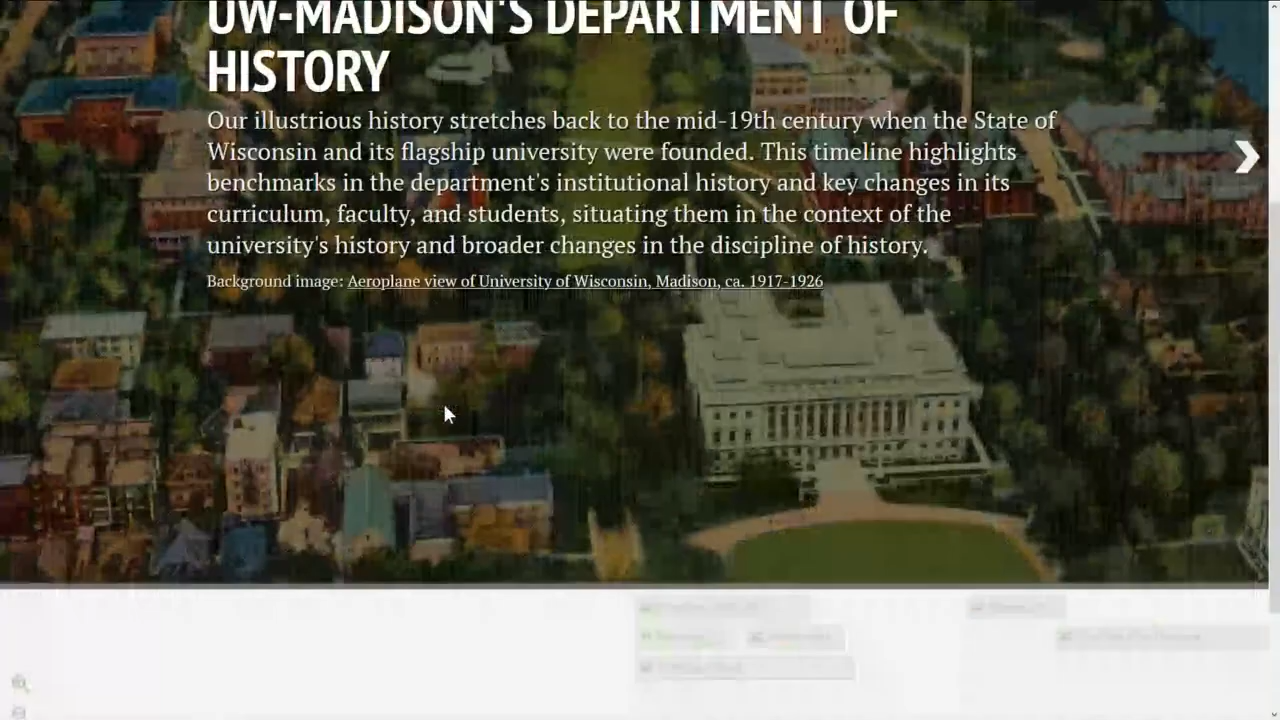 UW-MADISON'S DEPARTMENT OF
HISTORY
Our illustrious history stretches back to the mid-19th century when the State of
Wisconsin and its flagship university were founded. This timeline highlights
benchmarks in the department's institutional history and key changes in its
curriculum, faculty, and students, situating them in the context of the
university's history and broader changes in the discipline of history.
Background image: Aeroplane view of University of Wisconsin, Madison, ca. 1917-1926